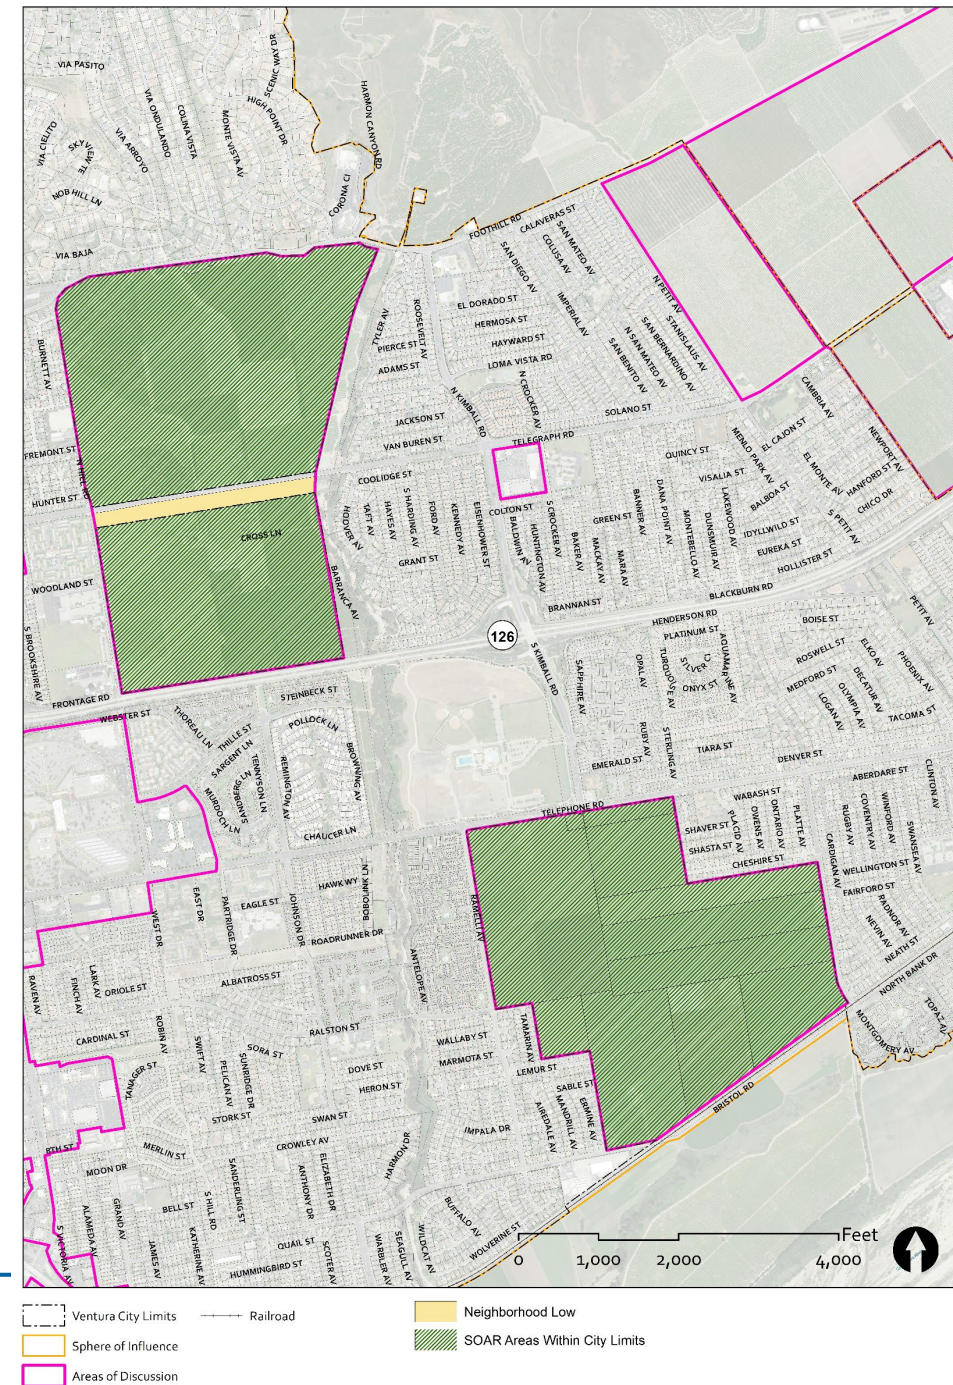 VIA PASITO
SCENIC WAY DR
HIGH POINT DR
VIA ONDULANDO
COLINA VISTA
MONTE VISTA AV
VIA ARROYO
VIA CIELITO
SKYVIEW TE
NOB HILL LN
VIA BAJA
HARMON CANYON RD
CORONA CI
FOOTHILL RD
CALAVERAS ST
SAN MATEO AV
COLUSA AV
SAN DIEGO AV
IMPERIAL AV
N PETIT AV
STANISLAUS AV
SAN BERNARDINO AV
N SAN MATEO AV
SAN BENITO AV
EL DORADO ST
HERMOSA ST
HAYWARD ST
LOMA VISTA RD
ROOSEVELT AV
TYLER AV
PIERCE ST
ADAMS ST
N KIMBALL RD
N CROCKER AV
JACKSON ST
VAN BUREN ST
TELEGRAPH RD
SOLANO ST
COOLIDGE ST
BURNETT AV
FREMONT ST
N HILL RD
HUNTER ST
CROSS LN
WOODLAND ST
S BROOKSHIRE AV
FRONTAGE RD
HOOVER AV
TAFT AV
HAYES AV
S HARDING AV
FORD AV
KENNEDY AV
EISENHOWER ST
GRANT ST
BARRANCA AV
COLTON ST
BALDWIN AV
HUNTINGTON AV
S CROCKER AV
BAKER AV
MACKAY AV
MARA AV
GREEN ST
BANNER AV
DANA POINT AV
MONTEBELLO AV
DUNSMUIR AV
LAKEWOOD AV
QUINCY ST
VISALIA ST
MENLO PARK AV
BALBOA ST
EL CAJON ST
CAMBRIA AV
EL MONTE AV
NEWPORT AV
HANFORD ST
CHICO DR
S PETIT AV
IDYLLWILD ST
EUREKA ST
HOLLISTER ST
BLACKBURN RD
BRANNAN ST
HENDERSON RD
PLATINUM ST
126
S KIMBALL RD
SAPPHIRE AV
OPAL AV
TURQUOISE AV
SILVER CI
AQUAMARINE AV
ONYX ST
RUBY AV
STERLING AV
EMERALD ST
TIARA ST
BOISE ST
ROSWELL ST
MEDFORD ST
ELKO AV
DECATUR AV
OLYMPIA AV
LOGAN AV
PHOENIX AV
PETIT AV
TACOMA ST
DENVER ST
ABERDARE ST
CLINTON AV
WEBSTER ST
THOREAU LN
THILLE ST
SARGENT LN
SANDBERG LN
TENNYSON LN
MURDOCH LN
STEINBECK ST
POLLOCK LN
REMINGTON AV
BROWNING AV
CHAUCER LN
TELEPHONE RD
WABASH ST
SHAVER ST
SHASTA ST
CHESHIRE ST
PLACID AV
OWENS AV
ONTARIO AV
PLATTE AV
CARDIGAN AV
RUGBY AV
COVENTRY AV
WINFORD AV
SWANSEA AV
WELLINGTON ST
FAIRFORD ST
RADNOR AV
NEVIN AV
NEATH ST
NORTH BANK DR
TOPAZ AV
MONTGOMERY AV
HAWK WY
BOBOLINK LN
EAGLE ST
JOHNSON DR
PARTRIDGE DR
EAST DR
WEST DR
ROADRUNNER DR
RAMELLI AV
ANTELOPE AV
ALBATROSS ST
RAVEN AV
FINCH AV
LARK AV
ORIOLE ST
CARDINAL ST
ROBIN AV
TANAGER ST
SWIFT AV
PELICAN AV
SUNRIDGE DR
SORA ST
RALSTON ST
DOVE ST
HERON ST
STORK ST
SWAN ST
CROWLEY AV
WALLABY ST
MARMOTA ST
TAMARIN AV
LEMUR ST
SABLE ST
ERMINE AV
MANDRILL AV
AIREDALE AV
IMPALA DR
HARMON DR
BRISTOL RD
8TH ST
MOON DR
MERLIN ST
GRAND AV
ALAMEDA AV
S VICTORIA AV
BELL ST
JAMES AV
KATHERINE AV
S HILL RD
SANDERLING ST
ANTHONY DR
ELIZABETH DR
QUAIL ST
HUMMINGBIRD ST
SCOTER AV
WARBLER AV
SEAGULL AV
WILDCAT AV
BUFFALO AV
WOLVERINE ST
Feet
0 1,000 2,000 4,000
Ventura City Limits
Railroad
Sphere of Influence
Areas of Discussion
Neighborhood Low
SOAR Areas Within City Limits